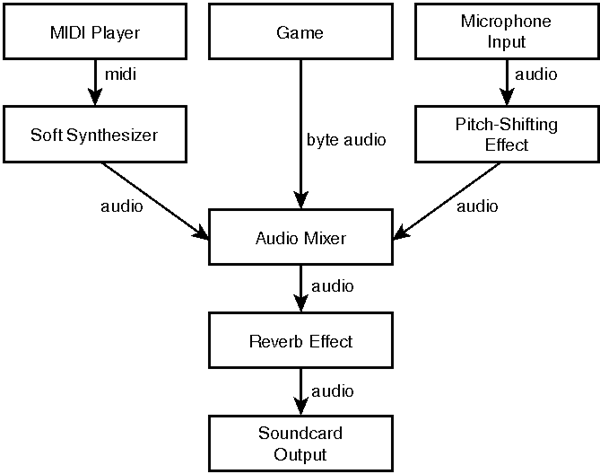 MIDI Player
Game
Microphone
Input
midi
audio
Soft Synthesizer
byte audio
Pitch-Shifting
Effect
audio
audio
Audio Mixer
audio
Reverb Effect
audio
Soundcard
Output